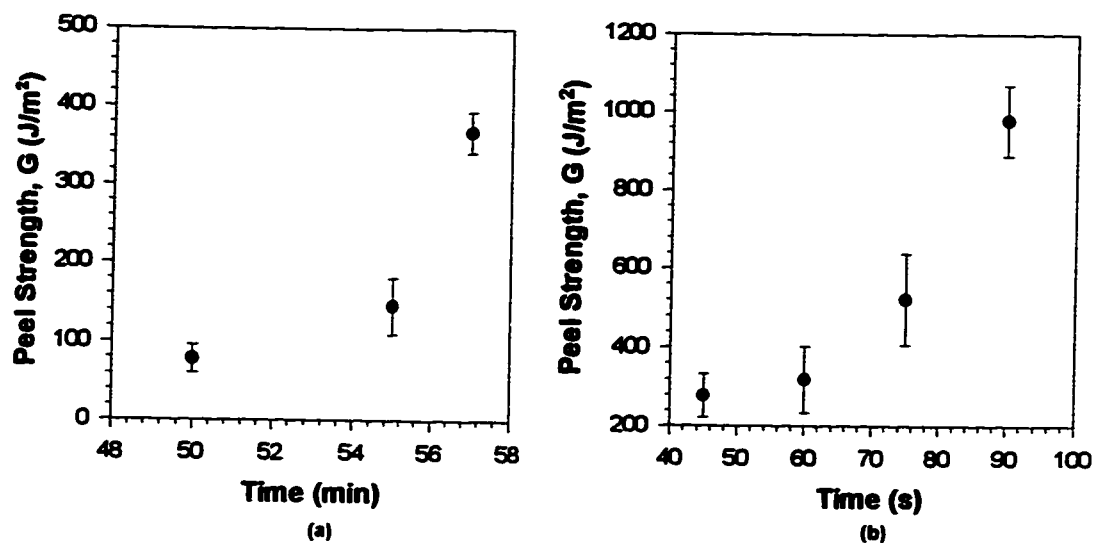 500
400
300
200
100
0
Peel Strength, G (J/m²)
48 50 52 54 56 58
Time (min)
(a)
1200
1000
800
600
400
200
Peel Strength, G (J/m²)
40 50 60 70 80 90 100
Time (s)
(b)